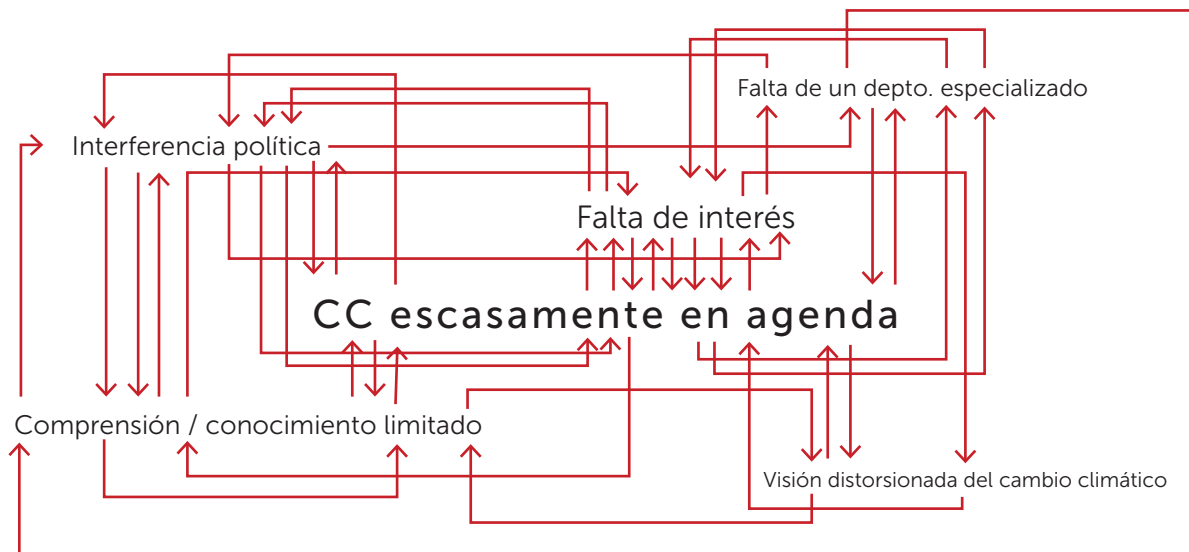 Falta de un depto. especializado
Interferencia política
Falta de interés
CC escasamente en agenda
Comprensión / conocimiento limitado
Visión distorsionada del cambio climático